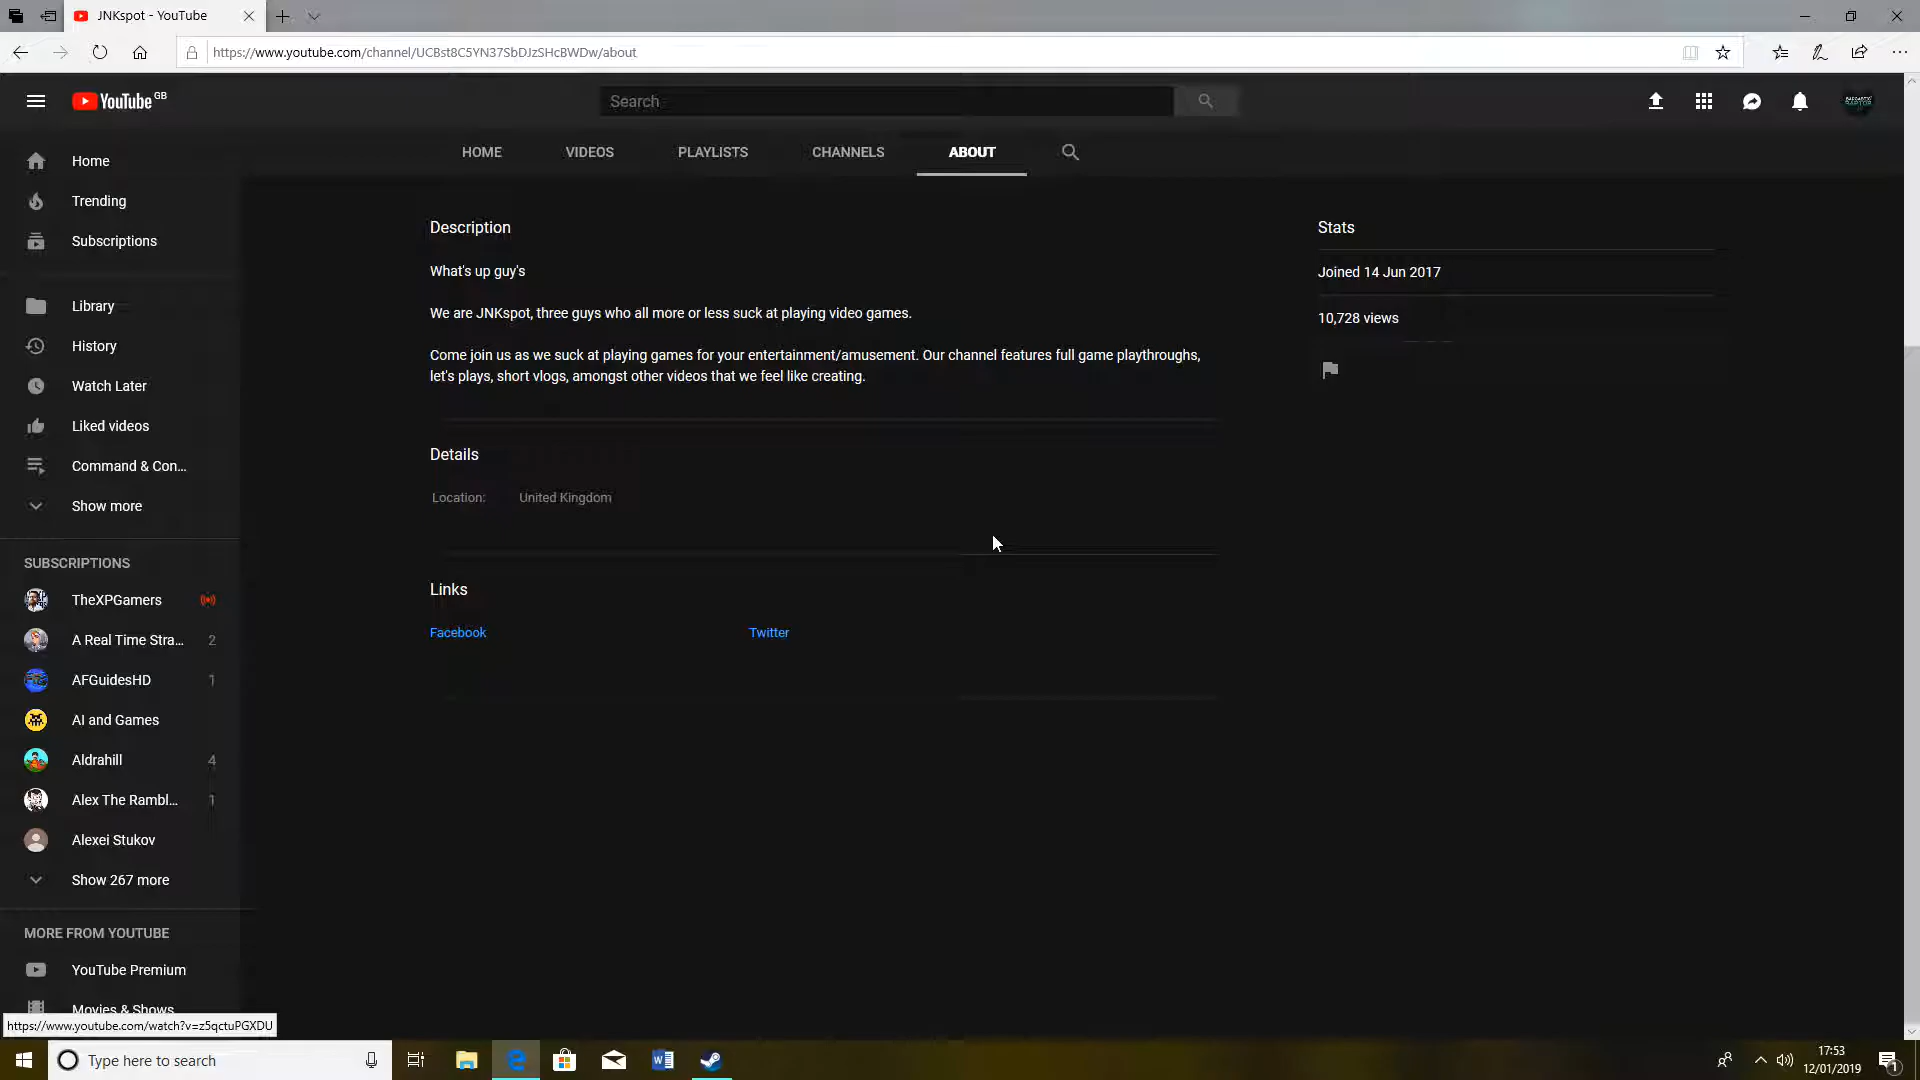 JNKspot - YouTube
https://www.youtube.com/channel/UCBst8C5YN37SbDJzSHcBWDw/about
YouTube GB
Search
HOME VIDEOS PLAYLISTS CHANNELS ABOUT
Home
Trending
Subscriptions
Library
History
Watch Later
Liked videos
Command & Con...
Show more
SUBSCRIPTIONS
TheXPGamers
A Real Time Stra... 2
AFGuidesHD 1
AI and Games
Aldrahill 4
Alex The Rambl... 1
Alexei Stukov
Show 267 more
MORE FROM YOUTUBE
YouTube Premium
Movies & Shows
Description
What's up guy's
We are JNKspot, three guys who all more or less suck at playing video games.
Come join us as we suck at playing games for your entertainment/amusement. Our channel features full game playthroughs,
let's plays, short vlogs, amongst other videos that we feel like creating.
Details
Location: United Kingdom
Links
Facebook Twitter
Stats
Joined 14 Jun 2017
10,728 views
https://www.youtube.com/watch?v=z5qctuPGXDU
Type here to search
17:53
12/01/2019
1